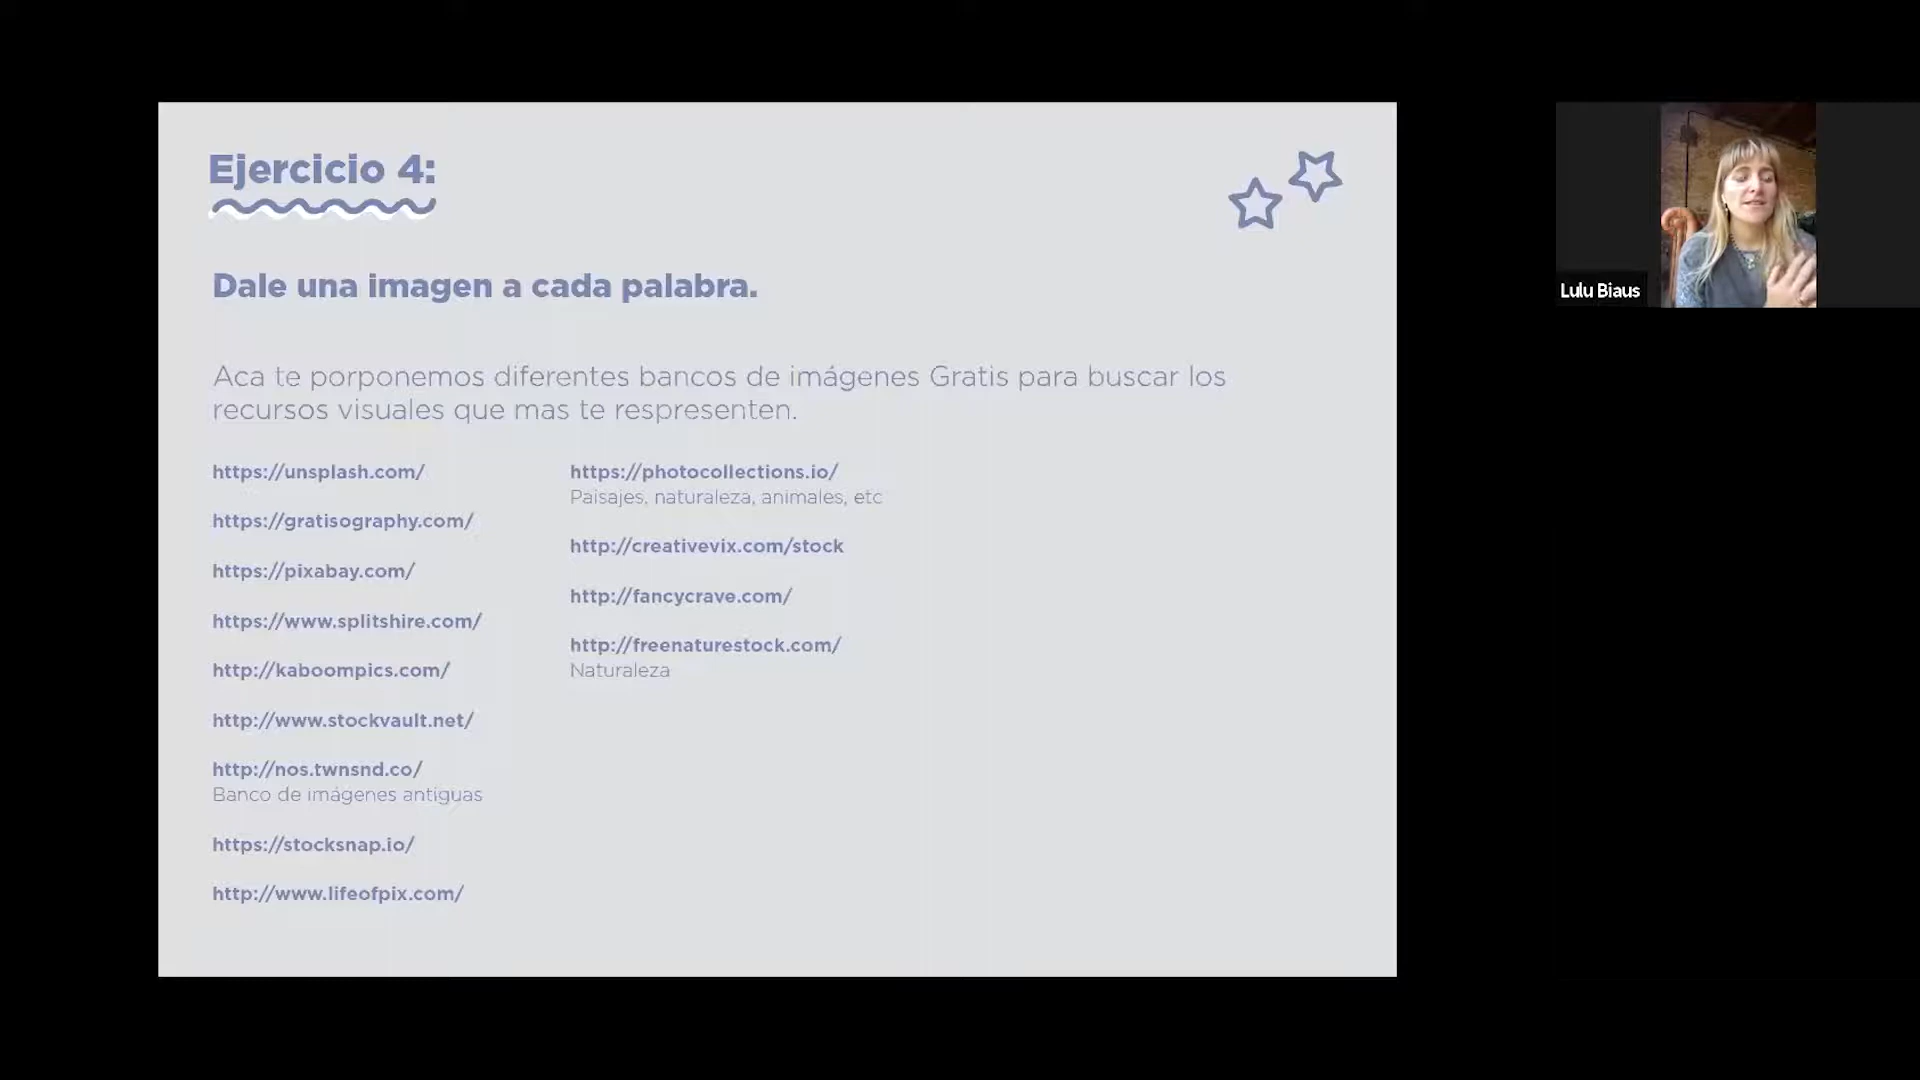 Ejercicio 4:
Dale una imagen a cada palabra.
Aca te porponemos diferentes bancos de imágenes Gratis para buscar los
recursos visuales que mas te respresenten.
https://unsplash.com/
https://gratisography.com/
https://pixabay.com/
https://www.splitshire.com/
http://kaboompics.com/
http://www.stockvault.net/
http://nos.twnsnd.co/
Banco de imágenes antiguas
https://stocksnap.io/
http://www.lifeofpix.com/
https://photocollections.io/
Paisajes, naturaleza, animales, etc
http://creativevix.com/stock
http://fancycrave.com/
http://freenaturestock.com/
Naturaleza
Lulu Biaus